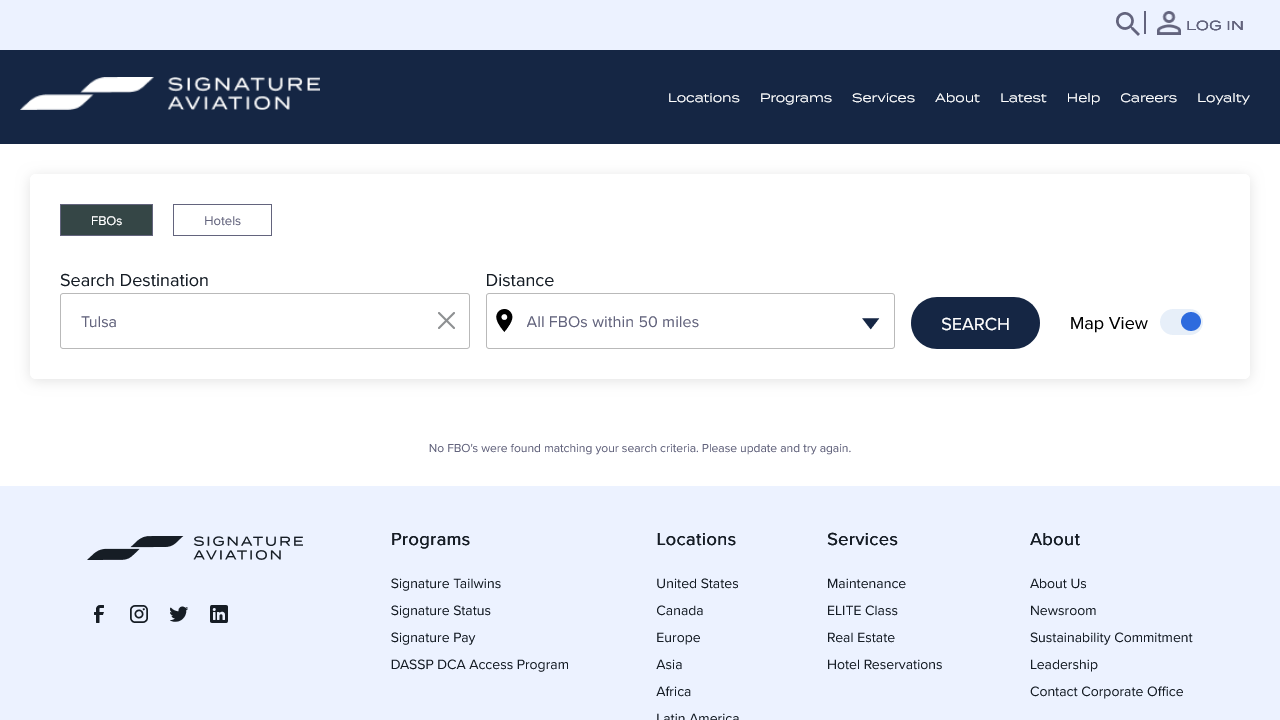 LOG IN
SIGNATURE
AVIATION
Locations Programs Services About Latest Help Careers Loyalty
FBOs Hotels
Search Destination Distance
Tulsa All FBOs within 50 miles SEARCH Map View
No FBO's were found matching your search criteria. Please update and try again.
SIGNATURE
AVIATION
Programs
Signature Tailwins
Signature Status
Signature Pay
DASSP DCA Access Program
Locations
United States
Canada
Europe
Asia
Africa
Latin America
Services
Maintenance
ELITE Class
Real Estate
Hotel Reservations
About
About Us
Newsroom
Sustainability Commitment
Leadership
Contact Corporate Office